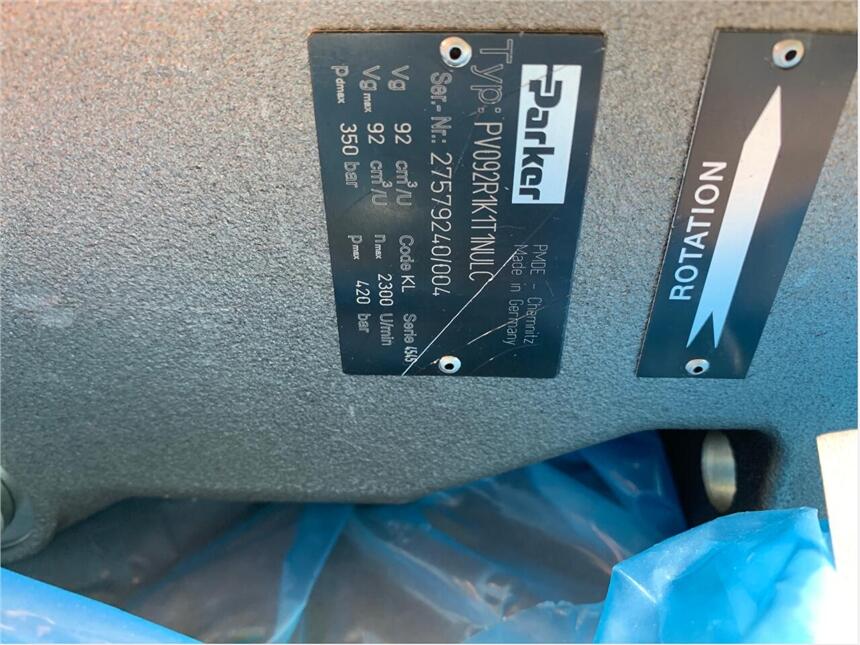 Parker
PMDE - Chemnitz
Made in Germany
Typ: PV092R1K1T1NULC
Ser.-Nr.: 27579240/004
Vg 92 cm³/U Code KL Serie 4545
Vg max 92 cm³/U n max 2300 U/min
p dmax 350 bar p max 420 bar
ROTATION